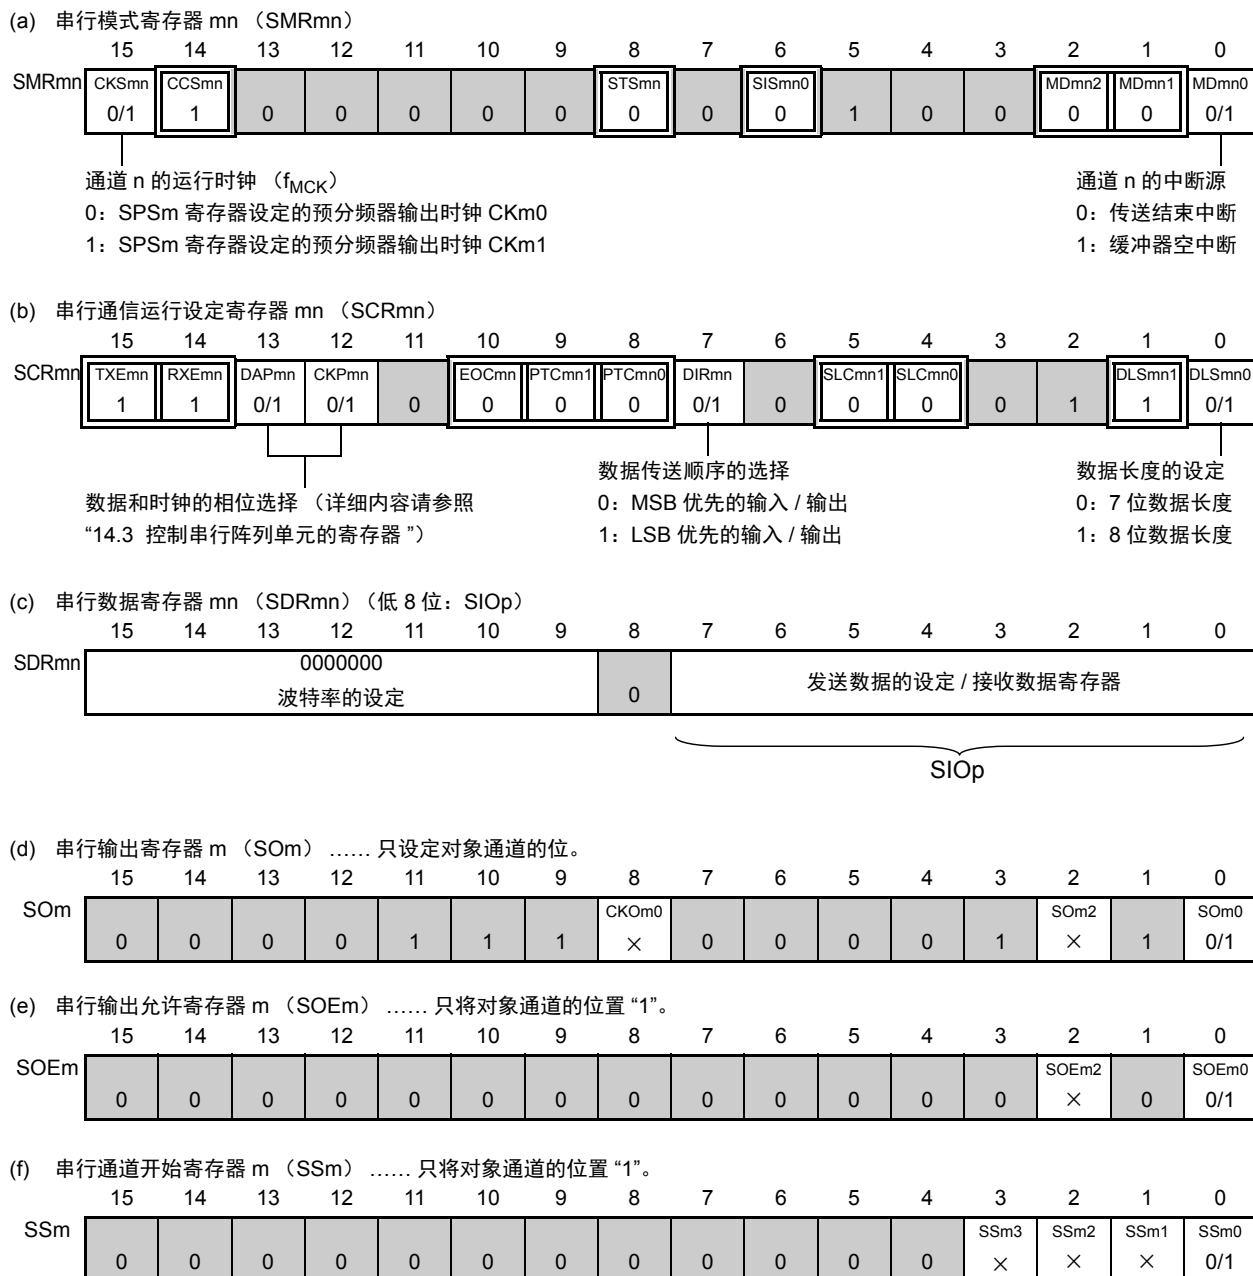 (a) 串行模式寄存器 mn （SMRmn）
15 14 13 12 11 10 9 8 7 6 5 4 3 2 1 0
SMRmn CKSmn CCSmn STSmn SISmn0 MDmn2 MDmn1 MDmn0
0/1 1 0 0 0 0 0 0 0 0 1 0 0 0 0 0/1
通道 n 的运行时钟 （fMCK） 通道 n 的中断源
0：SPSm 寄存器设定的预分频器输出时钟 CKm0 0：传送结束中断
1：SPSm 寄存器设定的预分频器输出时钟 CKm1 1：缓冲器空中断
(b) 串行通信运行设定寄存器 mn （SCRmn）
15 14 13 12 11 10 9 8 7 6 5 4 3 2 1 0
SCRmn TXEmn RXEmn DAPmn CKPmn EOCmn PTCmn1 PTCmn0 DIRmn SLCmn1 SLCmn0 DLSmn1 DLSmn0
1 1 0/1 0/1 0 0 0 0 0/1 0 0 0 0 1 1 0/1
数据传送顺序的选择 数据长度的设定
数据和时钟的相位选择 （详细内容请参照 0：MSB 优先的输入 / 输出 0：7 位数据长度
“14.3 控制串行阵列单元的寄存器 ”） 1：LSB 优先的输入 / 输出 1：8 位数据长度
(c) 串行数据寄存器 mn （SDRmn）（低 8 位：SIOp）
15 14 13 12 11 10 9 8 7 6 5 4 3 2 1 0
SDRmn 0000000
波特率的设定 0 发送数据的设定 / 接收数据寄存器
SIOp
(d) 串行输出寄存器 m （SOm） …… 只设定对象通道的位。
15 14 13 12 11 10 9 8 7 6 5 4 3 2 1 0
SOm CKOm0 SOm2 SOm0
0 0 0 0 1 1 1 × 0 0 0 0 1 × 1 0/1
(e) 串行输出允许寄存器 m （SOEm） …… 只将对象通道的位置 “1”。
15 14 13 12 11 10 9 8 7 6 5 4 3 2 1 0
SOEm SOEm2 SOEm0
0 0 0 0 0 0 0 0 0 0 0 0 0 × 0 0/1
(f) 串行通道开始寄存器 m （SSm） …… 只将对象通道的位置 “1”。
15 14 13 12 11 10 9 8 7 6 5 4 3 2 1 0
SSm SSm3 SSm2 SSm1 SSm0
0 0 0 0 0 0 0 0 0 0 0 0 × × × 0/1